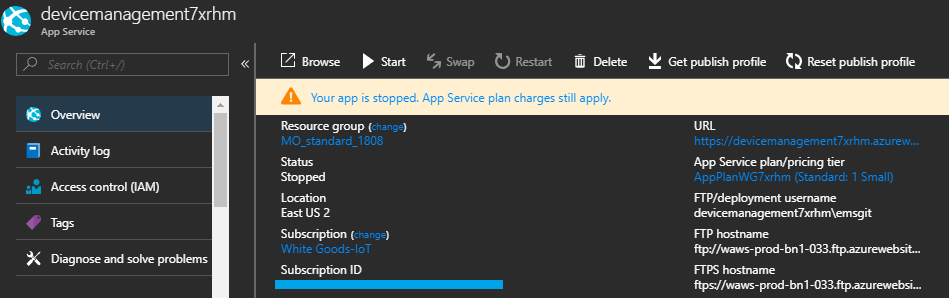 devicemanagement7xrhm
App Service
Search (Ctrl+/)
Overview
Activity log
Access control (IAM)
Tags
Diagnose and solve problems
Browse Start Swap Restart Delete Get publish profile Reset publish profile
Your app is stopped. App Service plan charges still apply.
Resource group (change)
MO_standard_1808
Status
Stopped
Location
East US 2
Subscription (change)
White Goods-IoT
Subscription ID
URL
https://devicemanagement7xrhm.azurew...
App Service plan/pricing tier
AppPlanWG7xrhm (Standard: 1 Small)
FTP/deployment username
devicemanagement7xrhm\emsgit
FTP hostname
ftp://waws-prod-bn1-033.ftp.azurewebsit...
FTPS hostname
ftps://waws-prod-bn1-033.ftp.azurewebsi...